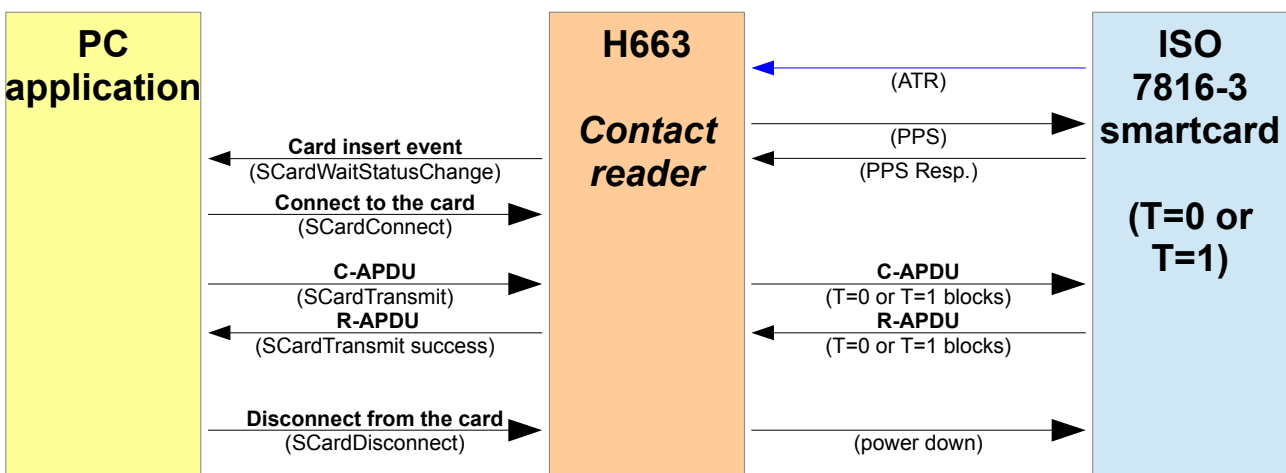 PC
application
H663
Contact
reader
ISO
7816-3
smartcard
(T=0 or
T=1)
(ATR)
(PPS)
Card insert event
(SCardWaitStatusChange)
(PPS Resp.)
Connect to the card
(SCardConnect)
C-APDU
(SCardTransmit)
C-APDU
(T=0 or T=1 blocks)
R-APDU
(SCardTransmit success)
R-APDU
(T=0 or T=1 blocks)
Disconnect from the card
(SCardDisconnect)
(power down)